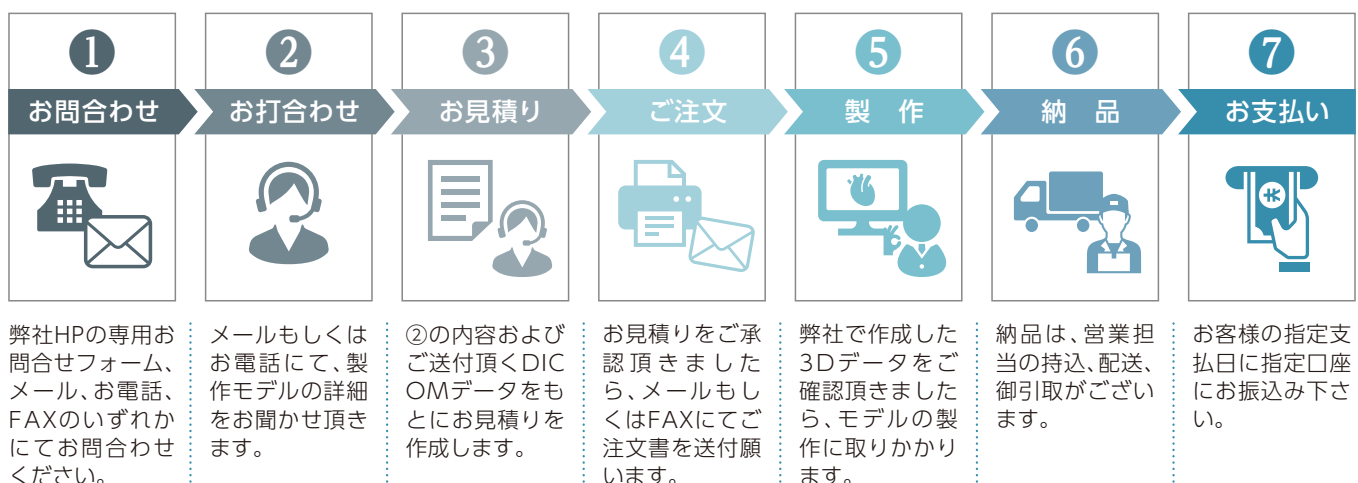 1
お問合わせ
弊社HPの専用お
問合せフォーム、
メール、お電話、
FAXのいずれか
にてお問合わせ
ください。
2
お打合わせ
メールもしくは
お電話にて、製
作モデルの詳細
をお聞かせ頂き
ます。
3
お見積り
②の内容および
ご送付頂くDIC
OMデータをも
とにお見積りを
作成します。
4
ご注文
お見積りをご承
認頂きました
ら、メールもし
くはFAXにてご
注文書を送付願
います。
5
製 作
弊社で作成した
3Dデータをご
確認頂きました
ら、モデルの製
作に取りかかり
ます。
6
納 品
納品は、営業担
当の持込、配送、
御引取がござい
ます。
7
お支払い
お客様の指定支
払日に指定口座
にお振込み下さ
い。